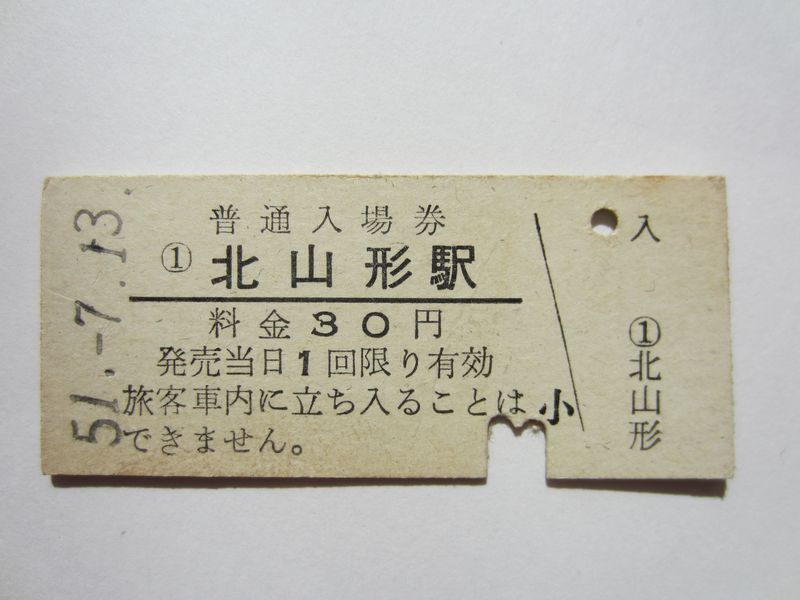 51.-7.13.
普通入場券
① 北山形駅
料金30円
発売当日1回限り有効
旅客車内に立ち入ることは
できません。
小
入
①北山形